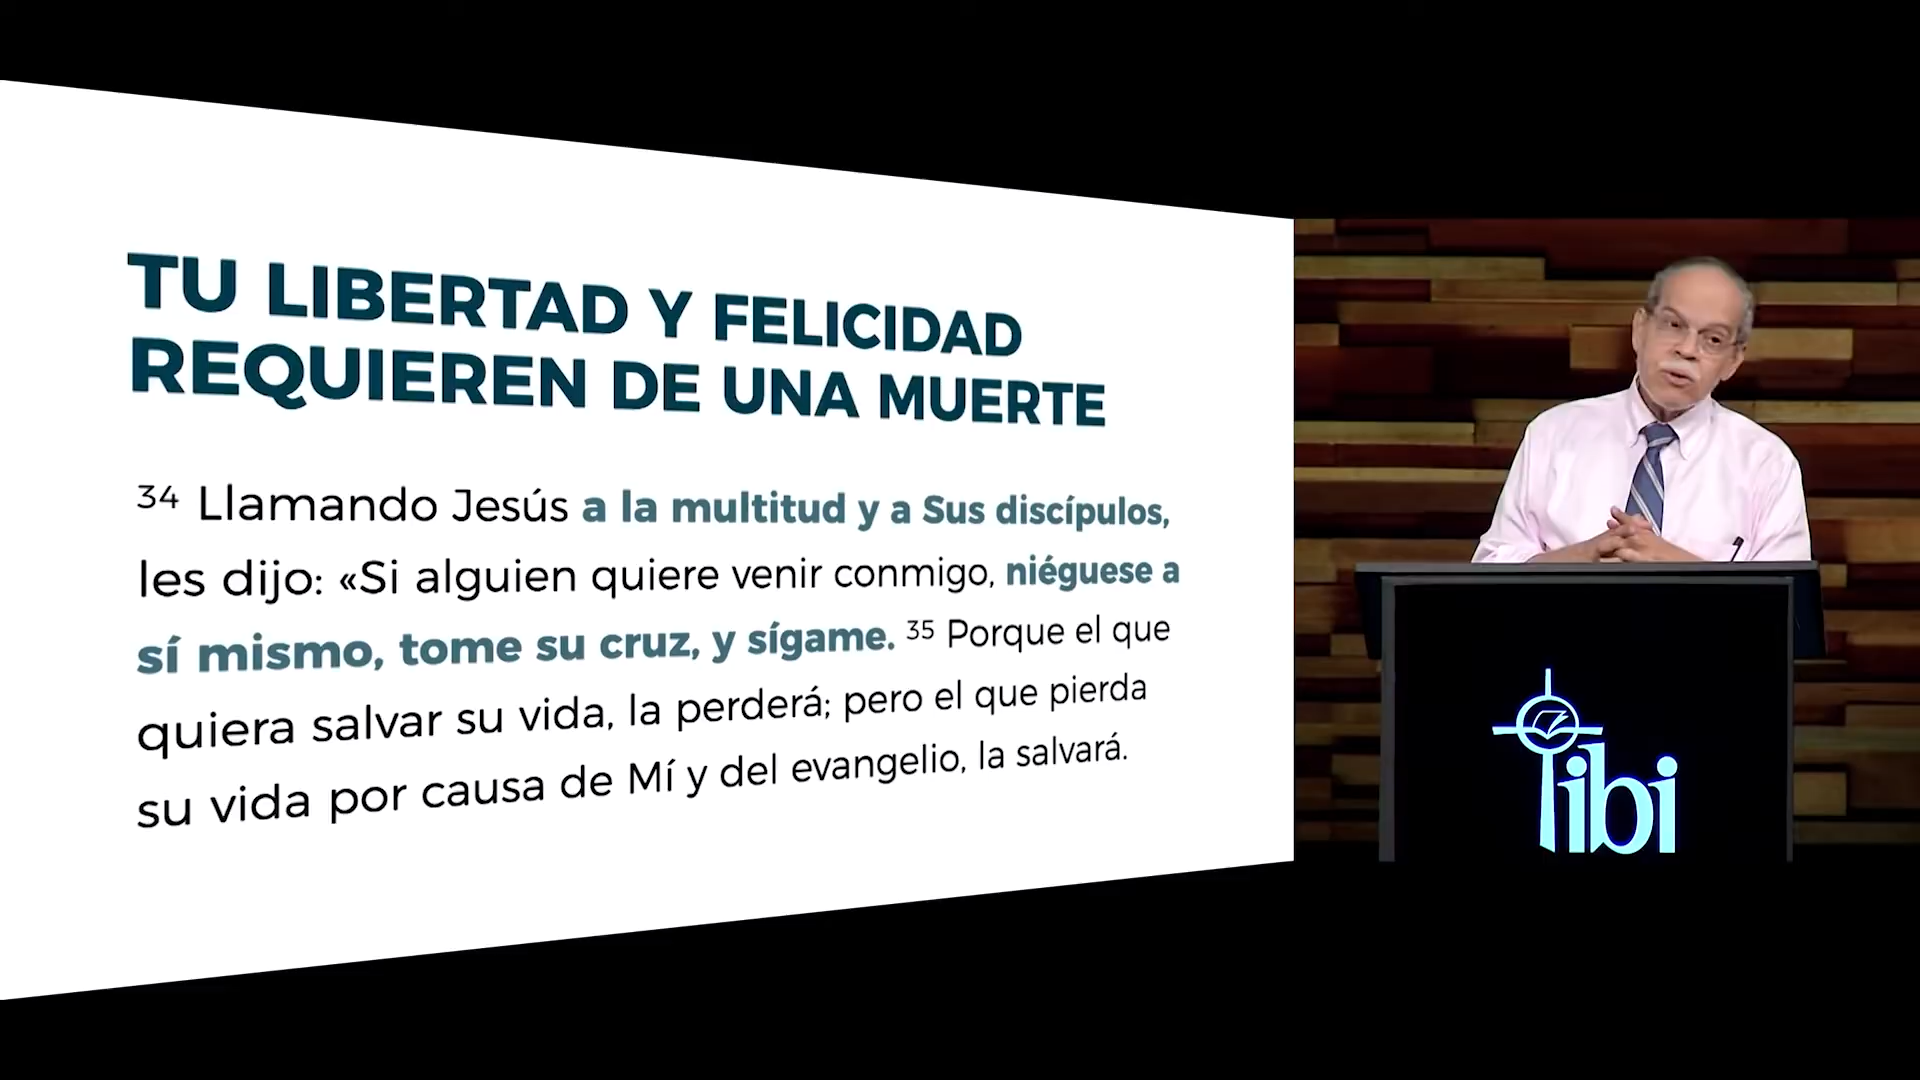 TU LIBERTAD Y FELICIDAD
REQUIEREN DE UNA MUERTE
34 Llamando Jesús a la multitud y a Sus discípulos,
les dijo: «Si alguien quiere venir conmigo, niéguese a
sí mismo, tome su cruz, y sígame. 35 Porque el que
quiera salvar su vida, la perderá; pero el que pierda
su vida por causa de Mí y del evangelio, la salvará.
ibi